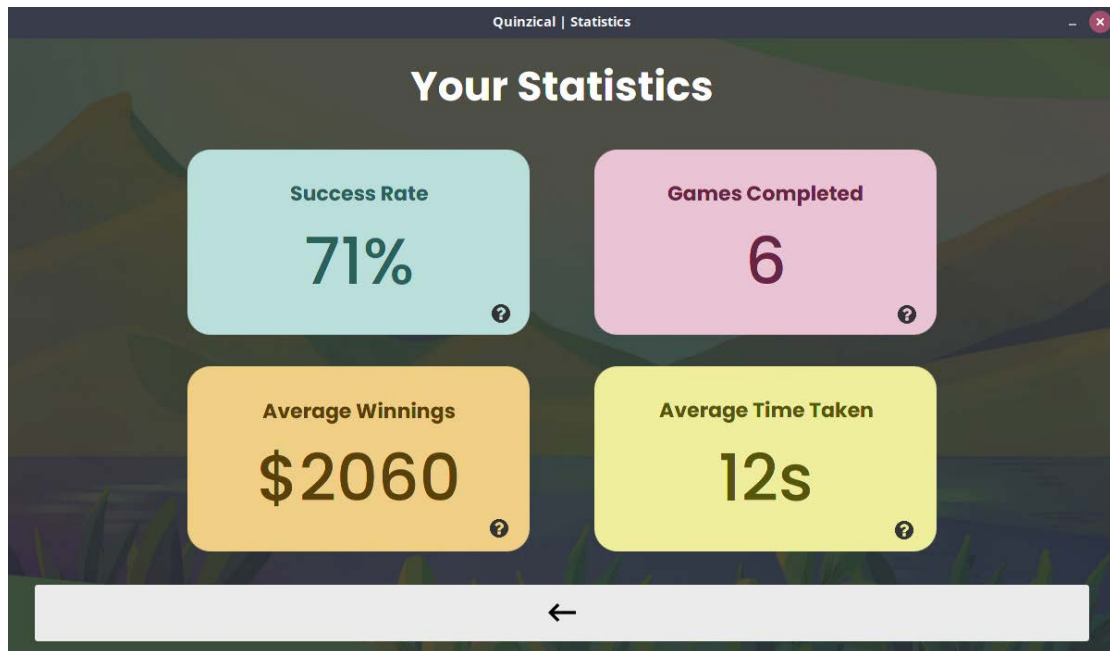 Quinzical | Statistics
Your Statistics
Success Rate
71%
Games Completed
6
Average Winnings
$2060
Average Time Taken
12s